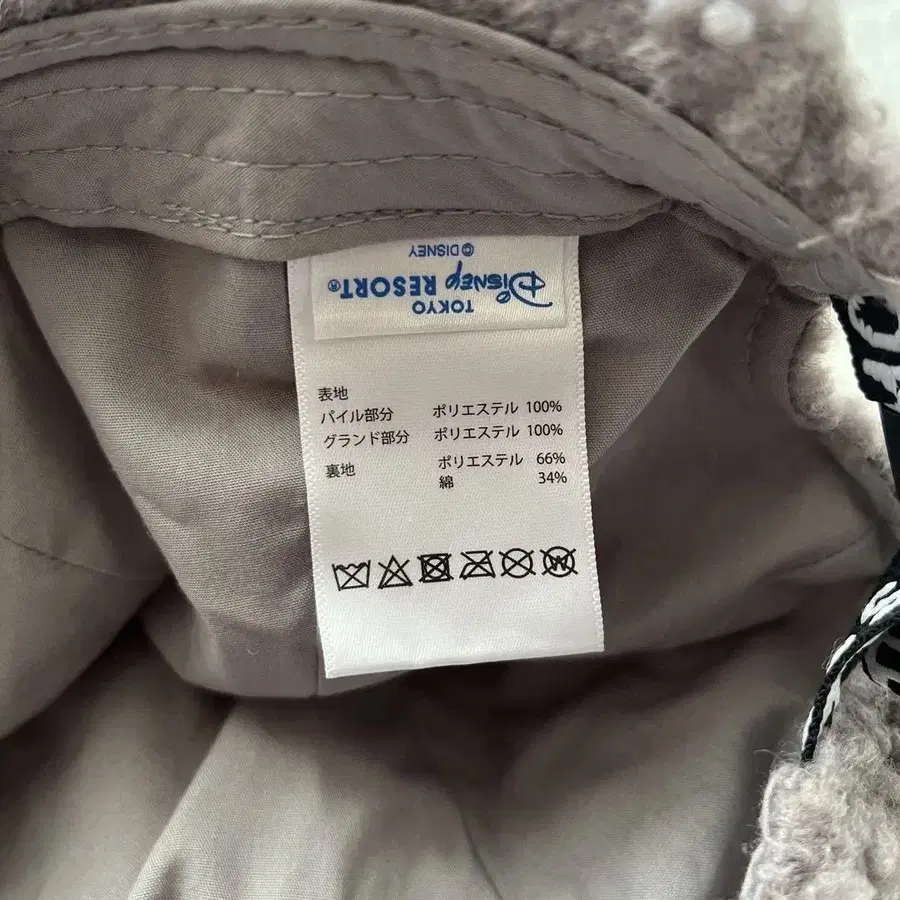 TOKYO
Disney RESORT®
© DISNEY
表地
パイル部分 ポリエステル 100%
グランド部分 ポリエステル 100%
裏地 ポリエステル 66%
綿 34%